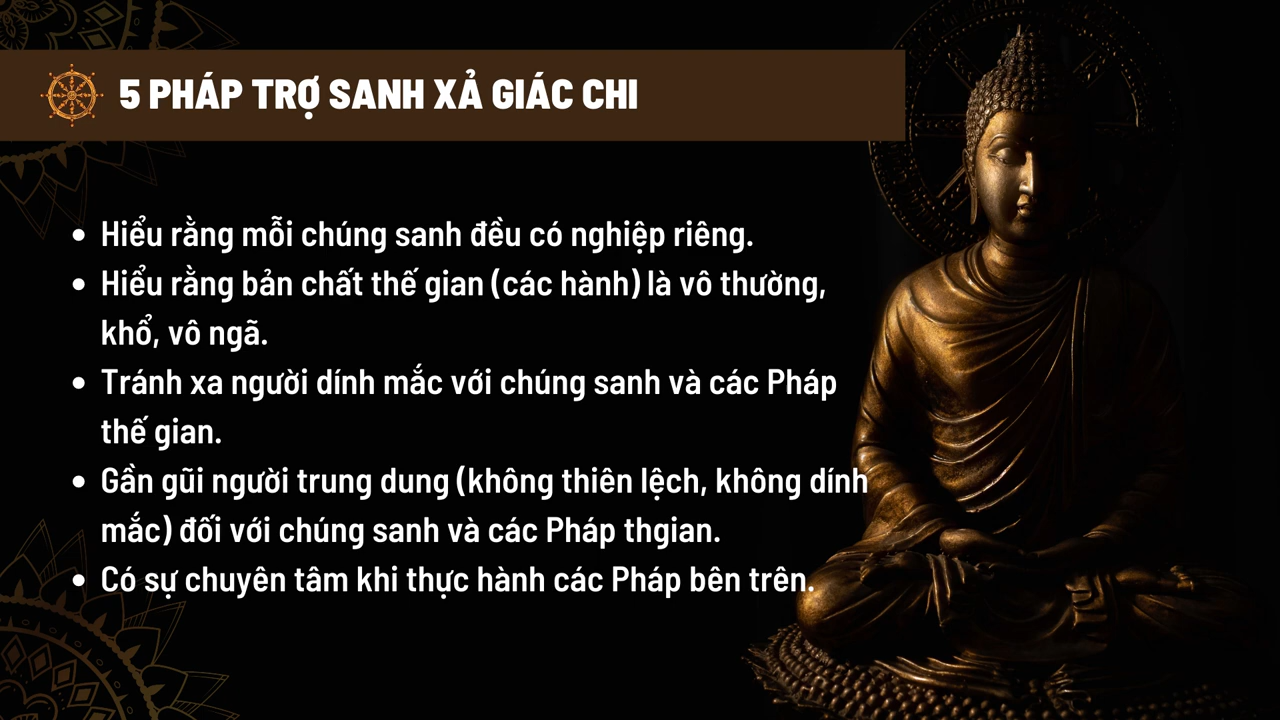 5 PHÁP TRỢ SANH XẢ GIÁC CHI
• Hiểu rằng mỗi chúng sanh đều có nghiệp riêng.
• Hiểu rằng bản chất thế gian (các hành) là vô thường,
khổ, vô ngã.
• Tránh xa người dính mắc với chúng sanh và các Pháp
thế gian.
• Gần gũi người trung dung (không thiên lệch, không dính
mắc) đối với chúng sanh và các Pháp thgian.
• Có sự chuyên tâm khi thực hành các Pháp bên trên.